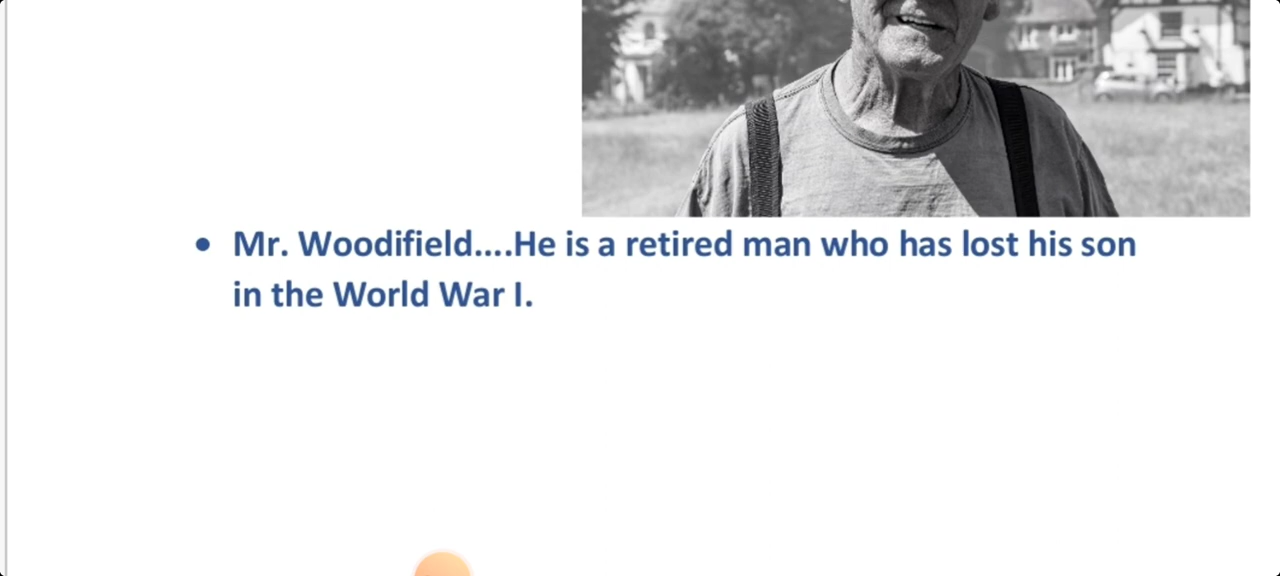 • Mr. Woodifield....He is a retired man who has lost his son
in the World War I.